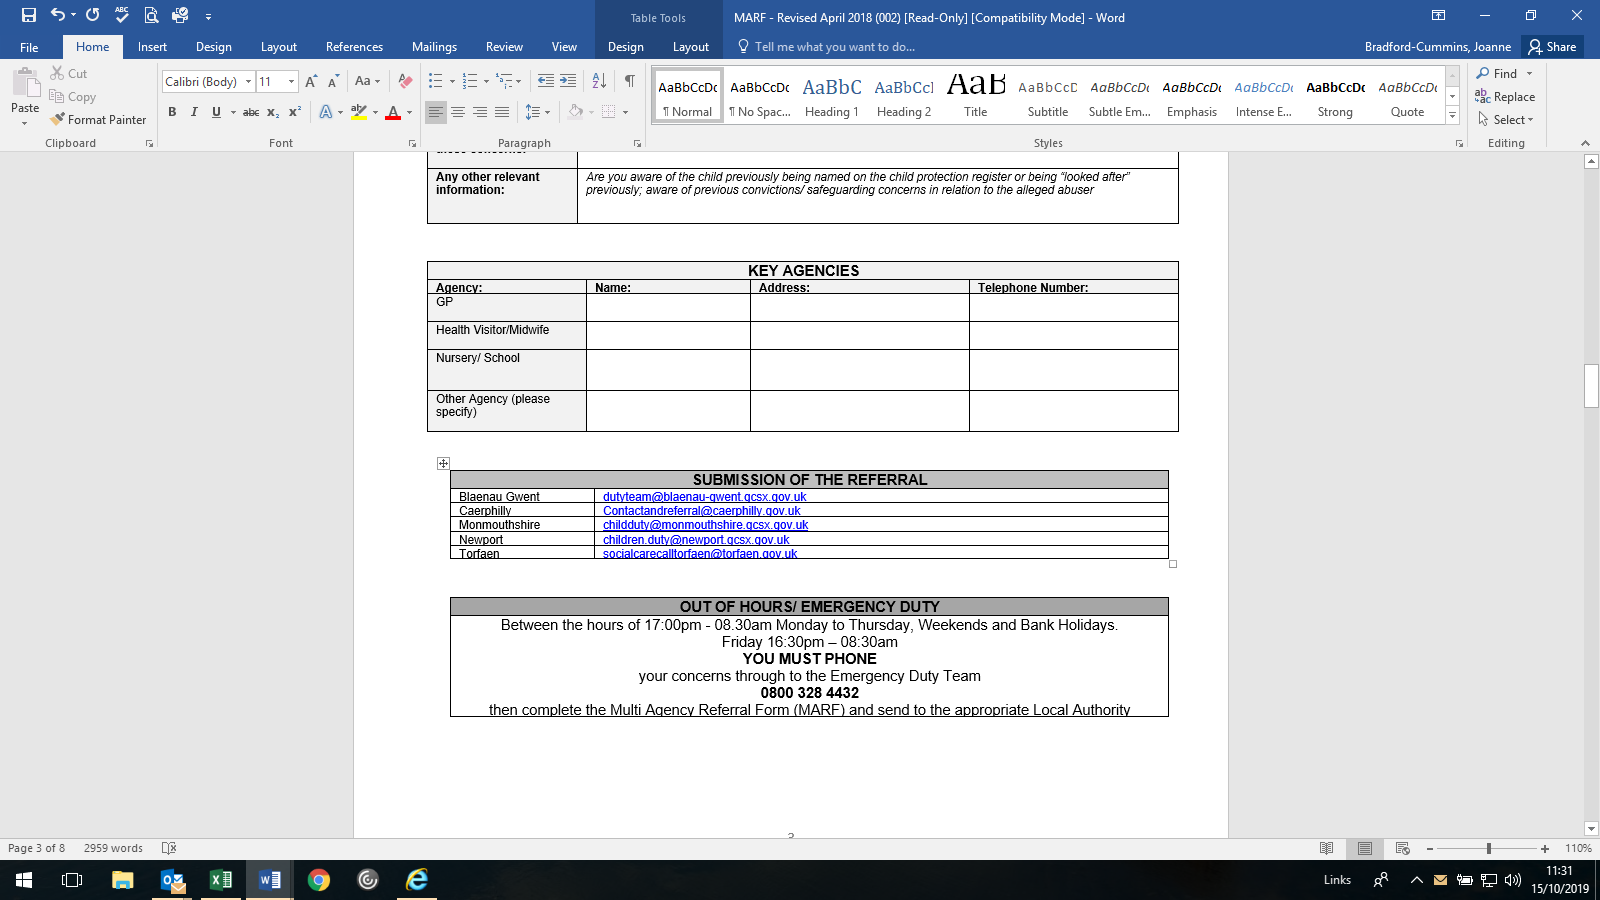 Table Tools
MARF - Revised April 2018 (002) [Read-Only] [Compatibility Mode] - Word
File Home Insert Design Layout References Mailings Review View Design Layout Tell me what you want to do... Bradford-Cummins, Joanne Share
Paste
Cut
Copy
Format Painter
Clipboard
Calibri (Body) 11
Font
Paragraph
AaBbCcDc AaBbCcDc AaBbC AaBbCcI AaB AaBbCcD AaBbCcDc AaBbCcDc AaBbCcDc AaBbCcDc AaBbCcDc
¶ Normal ¶ No Spac... Heading 1 Heading 2 Title Subtitle Subtle Em... Emphasis Intense E... Strong Quote
Styles
Find
Replace
Select
Editing
Any other relevant information:
Are you aware of the child previously being named on the child protection register or being “looked after”
previously; aware of previous convictions/ safeguarding concerns in relation to the alleged abuser
KEY AGENCIES
Agency: Name: Address: Telephone Number:
GP
Health Visitor/Midwife
Nursery/ School
Other Agency (please
specify)
SUBMISSION OF THE REFERRAL
Blaenau Gwent dutyteam@blaenau-gwent.gcsx.gov.uk
Caerphilly Contactandreferral@caerphilly.gov.uk
Monmouthshire childduty@monmouthshire.gcsx.gov.uk
Newport children.duty@newport.gcsx.gov.uk
Torfaen socialcarecalltorfaen@torfaen.gov.uk
OUT OF HOURS/ EMERGENCY DUTY
Between the hours of 17:00pm - 08.30am Monday to Thursday, Weekends and Bank Holidays.
Friday 16:30pm – 08:30am
YOU MUST PHONE
your concerns through to the Emergency Duty Team
0800 328 4432
then complete the Multi Agency Referral Form (MARF) and send to the appropriate Local Authority
Page 3 of 8 2959 words 110%
Links
11:31
15/10/2019